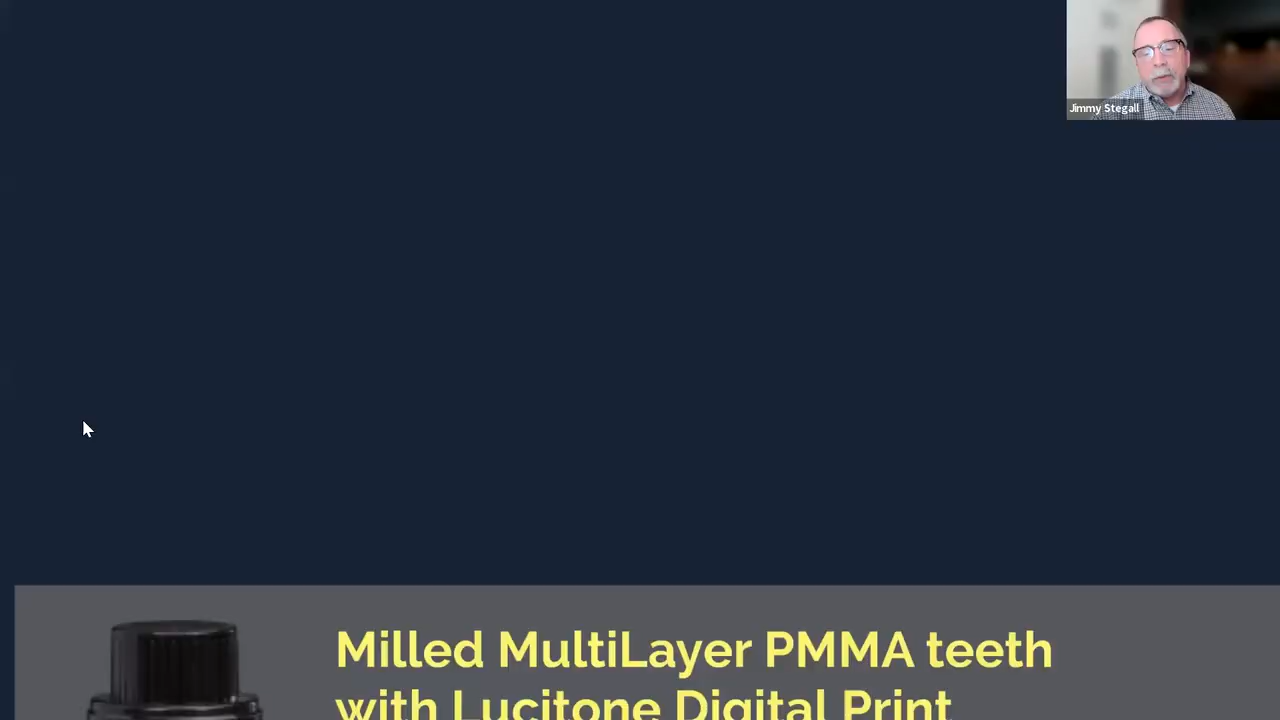 Jimmy Stegall
Milled MultiLayer PMMA teeth
with Lucitone Digital Print